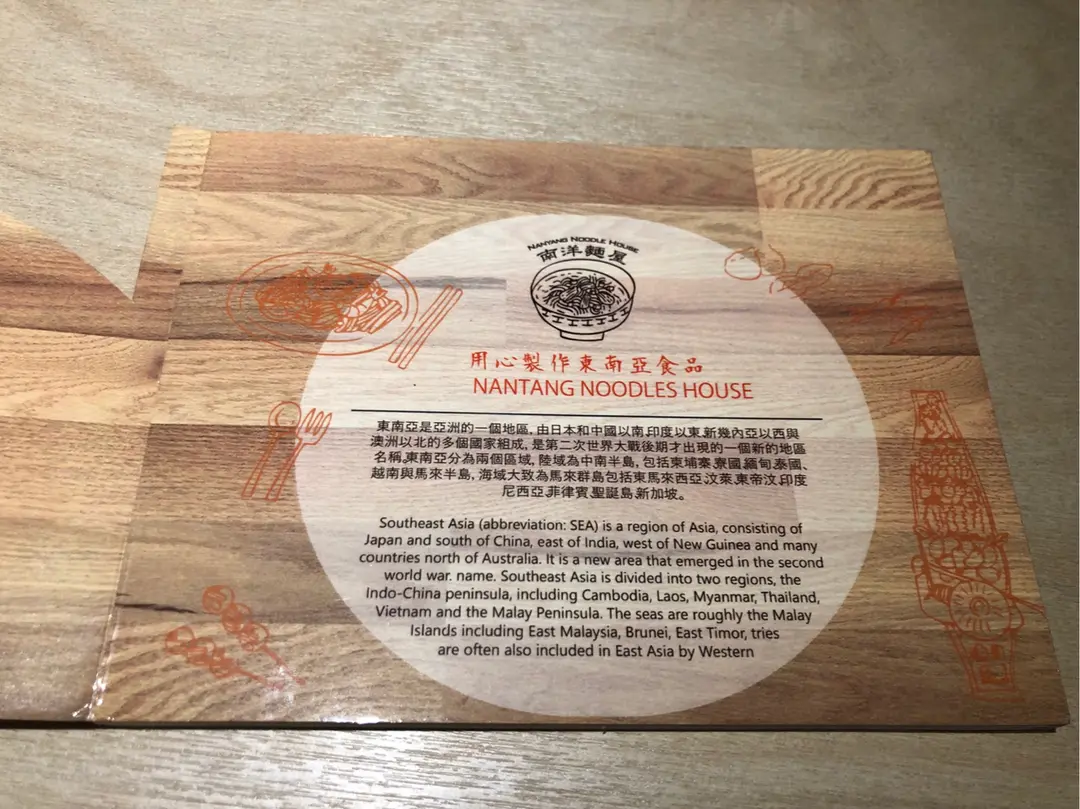 NANYANG NOODLE HOUSE
南洋麵屋
用心製作東南亞食品
NANTANG NOODLES HOUSE
東南亞是亞洲的一個地區, 由日本和中國以南,印度以東,新幾內亞以西與
澳洲以北的多個國家組成, 是第二次世界大戰後期才出現的一個新的地區
名稱,東南亞分為兩個區域, 陸域為中南半島, 包括柬埔寨,寮國,緬甸,泰國、
越南與馬來半島, 海域大致為馬來群島包括東馬來西亞,汶萊,東帝汶,印度
尼西亞,菲律賓,聖誕島,新加坡。
Southeast Asia (abbreviation: SEA) is a region of Asia, consisting of
Japan and south of China, east of India, west of New Guinea and many
countries north of Australia. It is a new area that emerged in the second
world war. name. Southeast Asia is divided into two regions, the
Indo-China peninsula, including Cambodia, Laos, Myanmar, Thailand,
Vietnam and the Malay Peninsula. The seas are roughly the Malay
Islands including East Malaysia, Brunei, East Timor, tries
are often also included in East Asia by Western